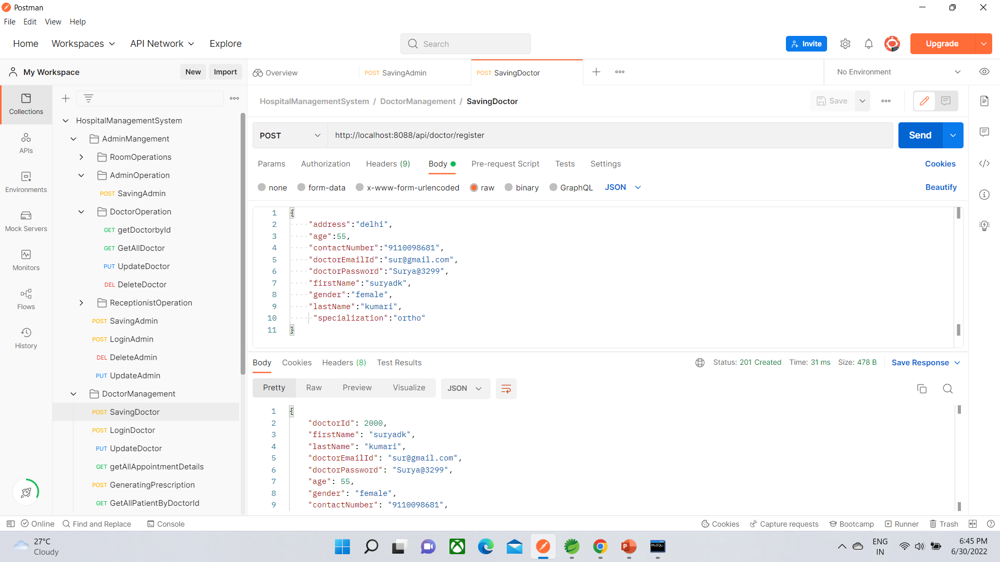 Postman
File Edit View Help
Home Workspaces API Network Explore
Search
Invite
Upgrade
My Workspace
New Import
Overview
POST SavingAdmin
POST SavingDoctor
No Environment
HospitalManagementSystem / DoctorManagement / SavingDoctor
Save
Collections
APIs
Environments
Mock Servers
Monitors
Flows
History
HospitalManagementSystem
AdminMangement
RoomOperations
AdminOperation
POST SavingAdmin
DoctorOperation
GET getDoctorbyId
GET GetAllDoctor
PUT UpdateDoctor
DEL DeleteDoctor
ReceptionistOperation
POST SavingAdmin
POST LoginAdmin
DEL DeleteAdmin
PUT UpdateAdmin
DoctorManagement
POST SavingDoctor
POST LoginDoctor
PUT UpdateDoctor
GET getAllAppointmentDetails
POST GeneratingPrescription
GET GetAllPatientByDoctorId
POST http://localhost:8088/api/doctor/register
Send
Params Authorization Headers (9) Body Pre-request Script Tests Settings
Cookies
none form-data x-www-form-urlencoded raw binary GraphQL JSON
Beautify
1 {
2 "address":"delhi",
3 "age":55,
4 "contactNumber":"9110098681",
5 "doctorEmailId":"sur@gmail.com",
6 "doctorPassword":"Surya@3299",
7 "firstName":"suryadk",
8 "gender":"female",
9 "lastName":"kumari",
10 "specialization":"ortho"
11 }
Body Cookies Headers (8) Test Results
Status: 201 Created Time: 31 ms Size: 478 B Save Response
Pretty Raw Preview Visualize JSON
1 {
2 "doctorId": 2000,
3 "firstName": "suryadk",
4 "lastName": "kumari",
5 "doctorEmailId": "sur@gmail.com",
6 "doctorPassword": "Surya@3299",
7 "age": 55,
8 "gender": "female",
9 "contactNumber": "9110098681",
Online Find and Replace Console
Cookies Capture requests Bootcamp Runner Trash
27°C
Cloudy
MySQL
ENG
IN
6:45 PM
6/30/2022